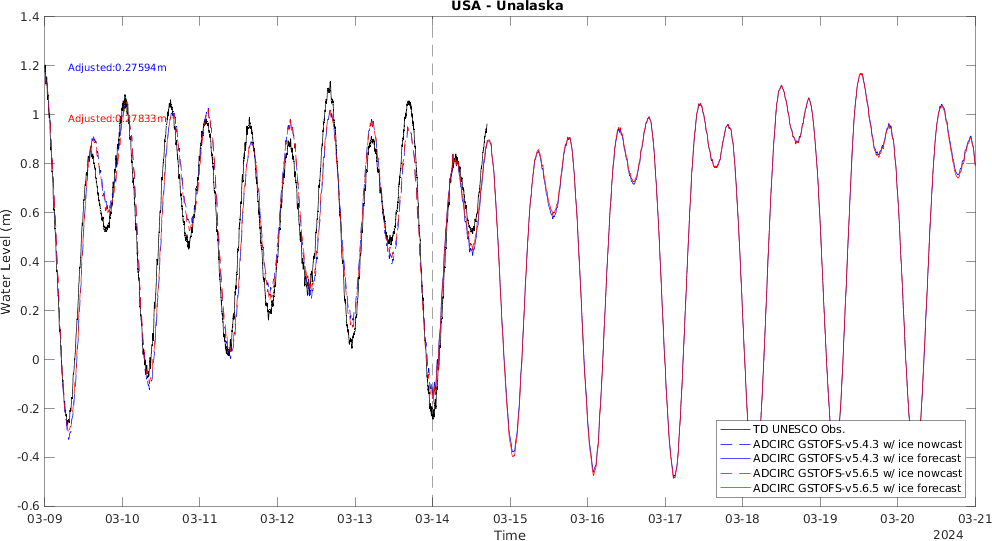 USA - Unalaska
1.4
1.2
1
0.8
0.6
0.4
0.2
0
-0.2
-0.4
-0.6
Water Level (m)
Adjusted:0.27594m
Adjusted:0.27833m
TD UNESCO Obs.
ADCIRC GSTOFS-v5.4.3 w/ ice nowcast
ADCIRC GSTOFS-v5.4.3 w/ ice forecast
ADCIRC GSTOFS-v5.6.5 w/ ice nowcast
ADCIRC GSTOFS-v5.6.5 w/ ice forecast
03-09 03-10 03-11 03-12 03-13 03-14 03-15 03-16 03-17 03-18 03-19 03-20 03-21
Time
2024